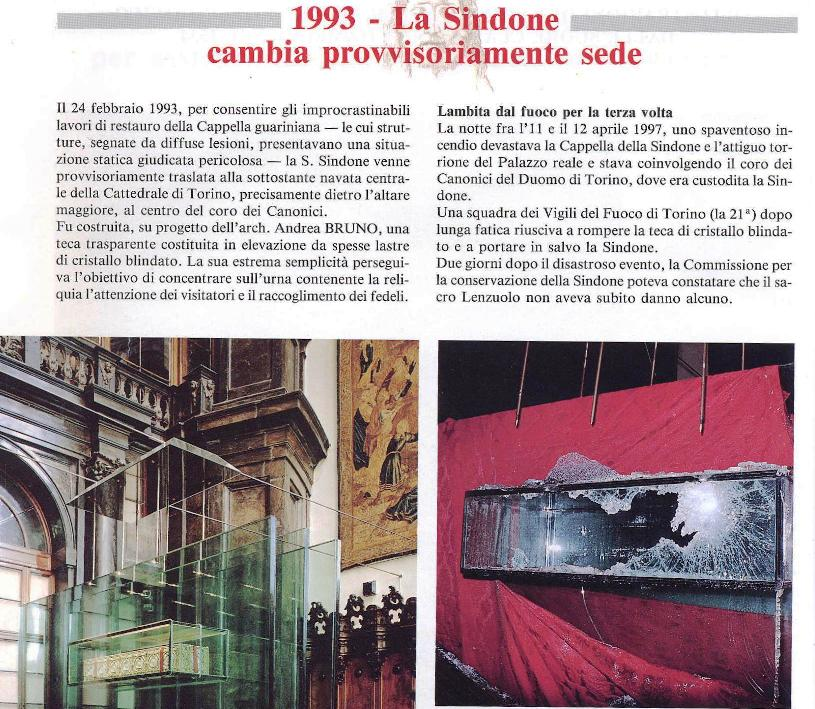 1993 - La Sindone
cambia provvisoriamente sede
Il 24 febbraio 1993, per consentire gli improcrastinabili
lavori di restauro della Cappella guariniana — le cui strut-
ture, segnate da diffuse lesioni, presentavano una situa-
zione statica giudicata pericolosa — la S. Sindone venne
provvisoriamente traslata alla sottostante navata centra-
le della Cattedrale di Torino, precisamente dietro l'altare
maggiore, al centro del coro dei Canonici.
Fu costruita, su progetto dell'arch. Andrea BRUNO, una
teca trasparente costituita in elevazione da spesse lastre
di cristallo blindato. La sua estrema semplicità persegui-
va l'obiettivo di concentrare sull'urna contenente la reli-
quia l'attenzione dei visitatori e il raccoglimento dei fedeli.
Lambita dal fuoco per la terza volta
La notte fra l'11 e il 12 aprile 1997, uno spaventoso in-
cendio devastava la Cappella della Sindone e l'attiguo tor-
rione del Palazzo reale e stava coinvolgendo il coro dei
Canonici del Duomo di Torino, dove era custodita la Sin-
done.
Una squadra dei Vigili del Fuoco di Torino (la 21ª) dopo
lunga fatica riusciva a rompere la teca di cristallo blinda-
to e a portare in salvo la Sindone.
Due giorni dopo il disastroso evento, la Commissione per
la conservazione della Sindone poteva constatare che il sa-
cro Lenzuolo non aveva subito danno alcuno.